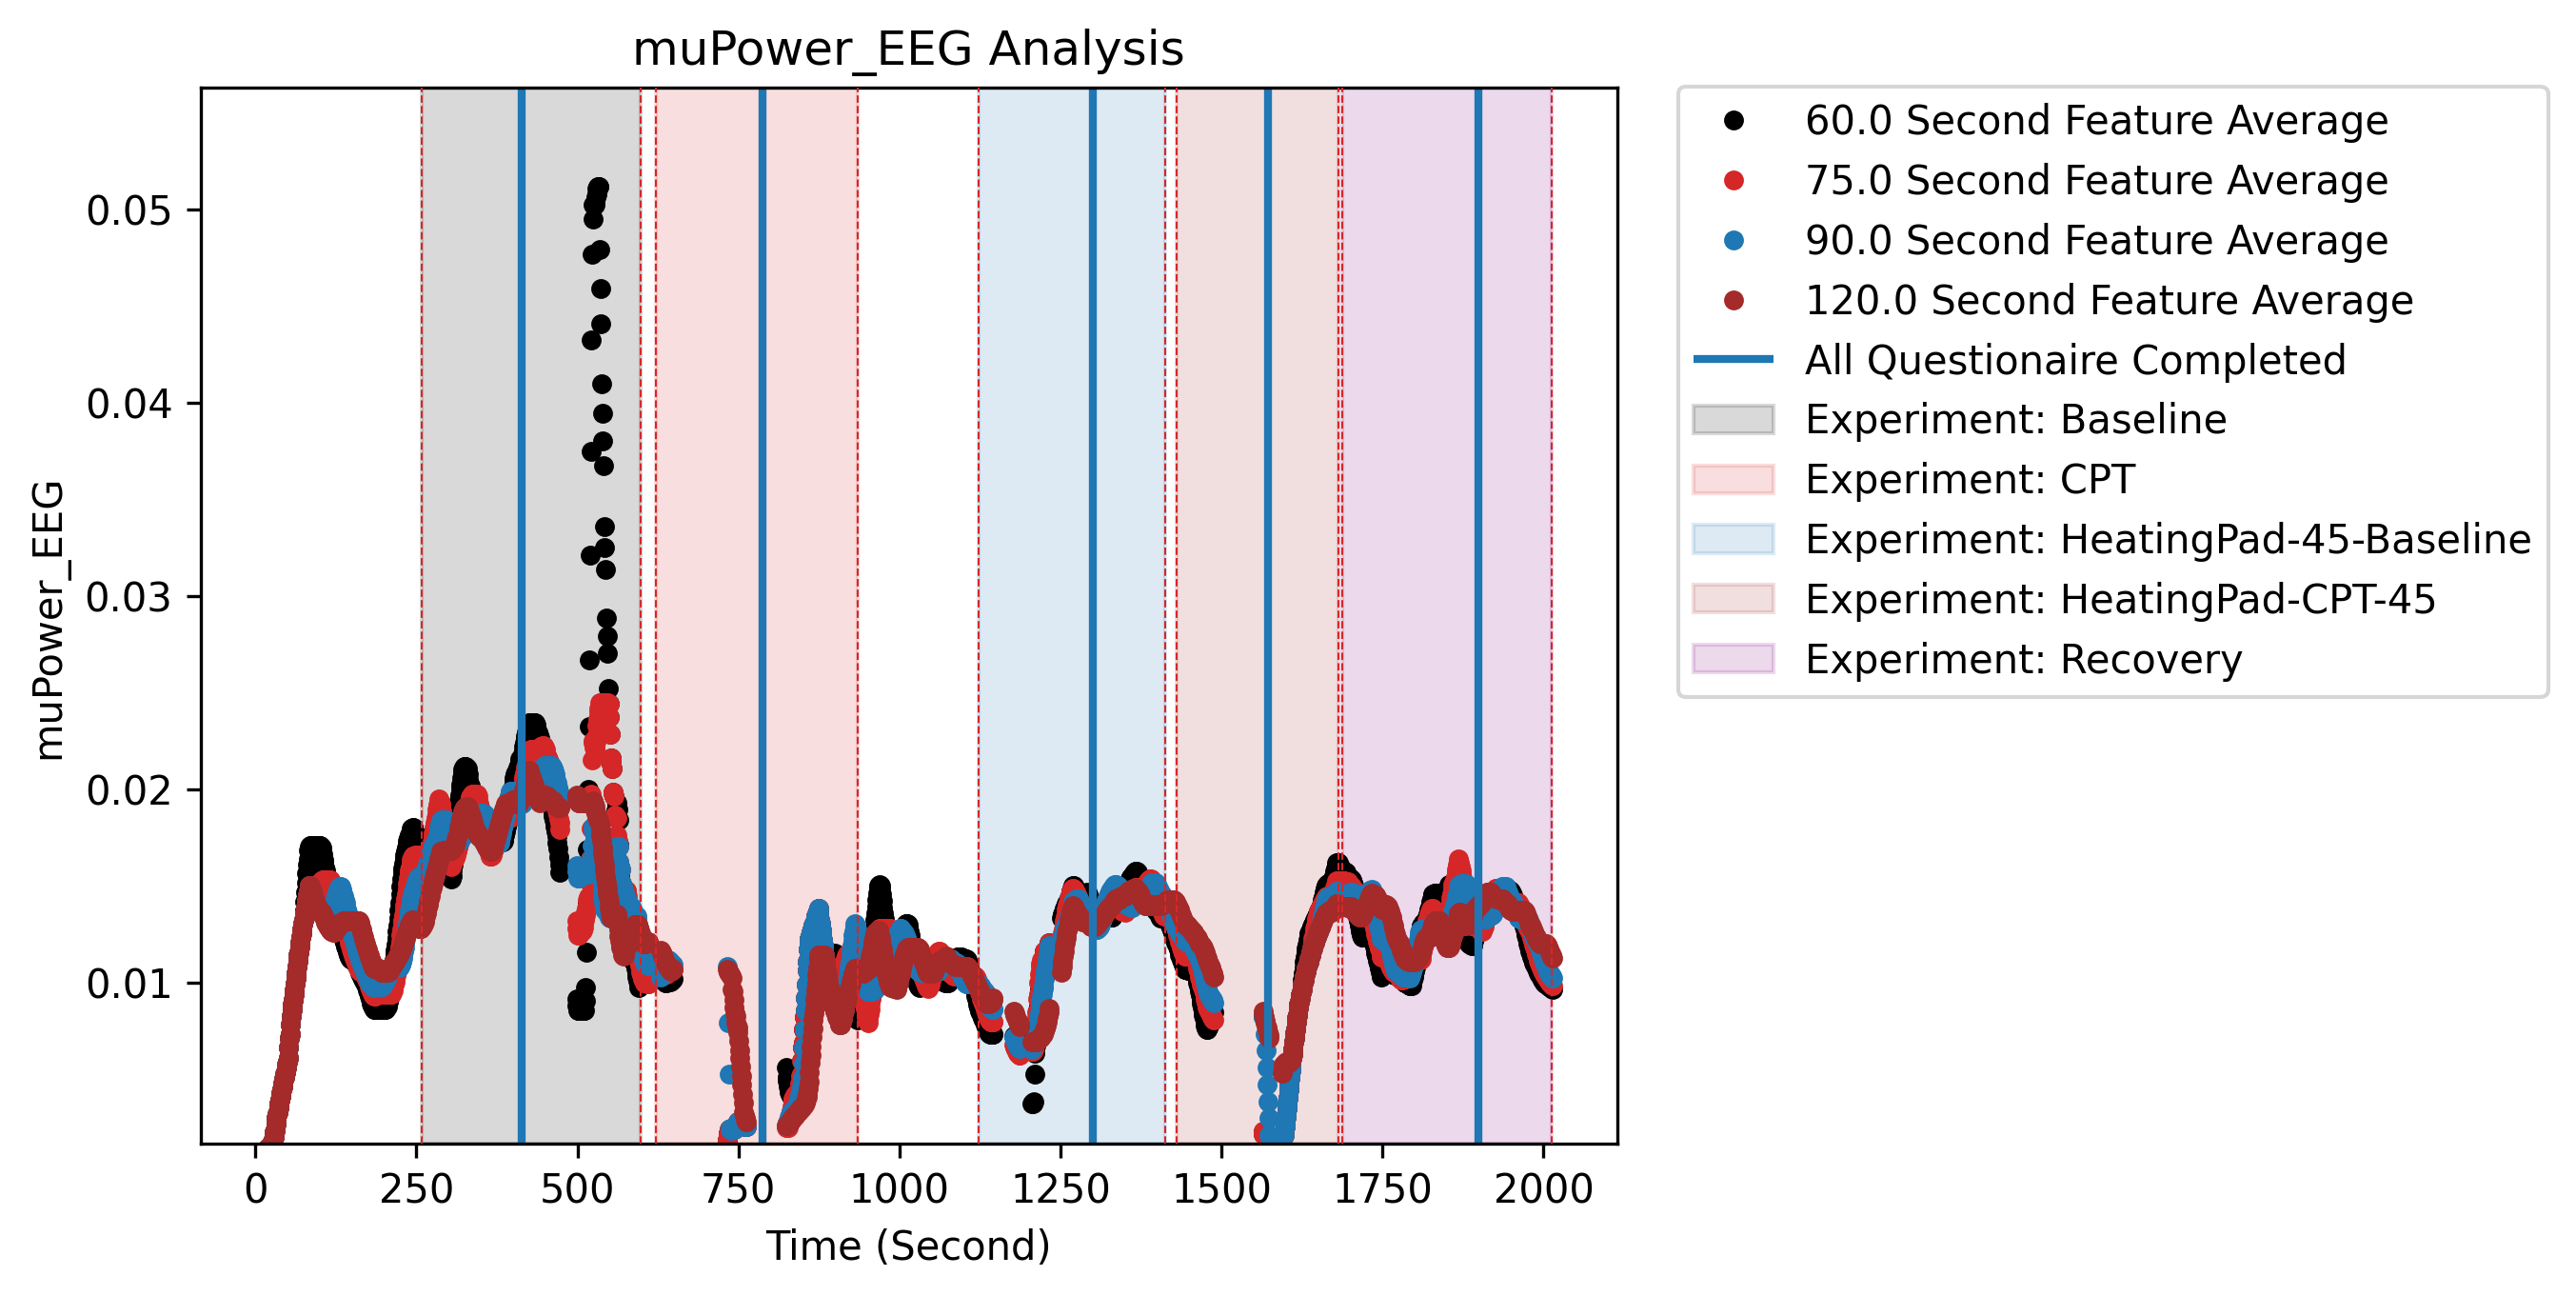 muPower_EEG Analysis
muPower_EEG
0.05
0.04
0.03
0.02
0.01
0 250 500 750 1000 1250 1500 1750 2000
Time (Second)
60.0 Second Feature Average
75.0 Second Feature Average
90.0 Second Feature Average
120.0 Second Feature Average
All Questionaire Completed
Experiment: Baseline
Experiment: CPT
Experiment: HeatingPad-45-Baseline
Experiment: HeatingPad-CPT-45
Experiment: Recovery